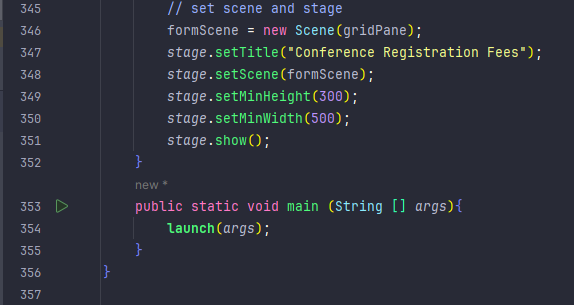 345 // set scene and stage
346 formScene = new Scene(gridPane);
347 stage.setTitle("Conference Registration Fees");
348 stage.setScene(formScene);
349 stage.setMinHeight(300);
350 stage.setMinWidth(500);
351 stage.show();
352 }
new *
353 public static void main (String [] args){
354 launch(args);
355 }
356 }
357